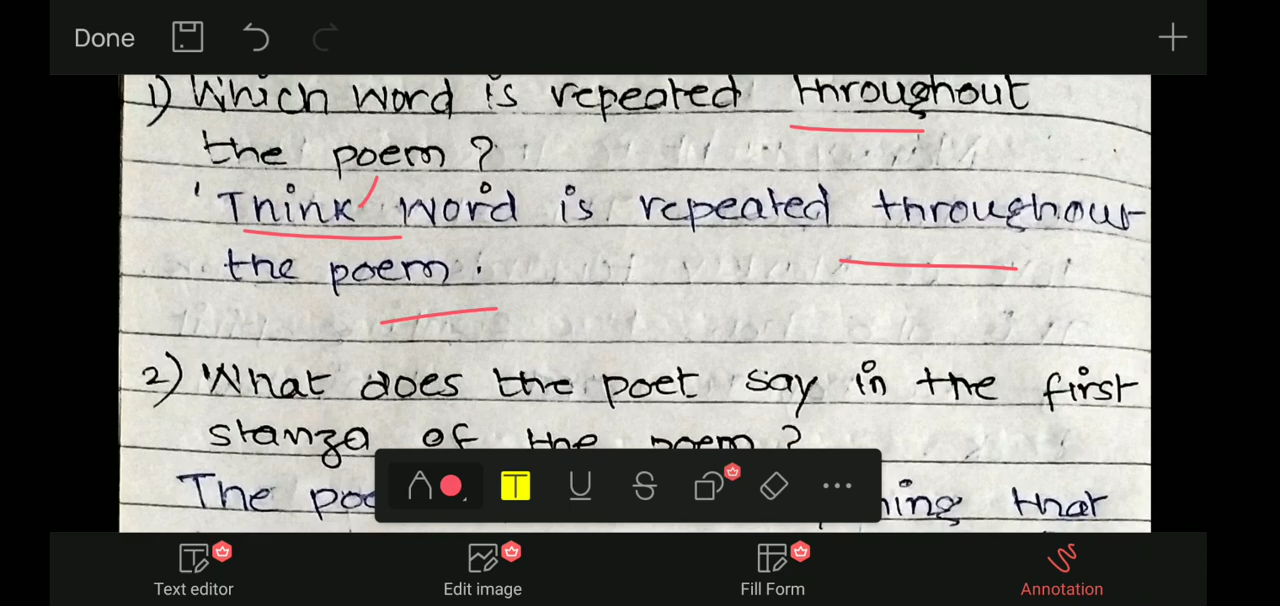 Done
1) Which word is repeated throughout
the poem ?
'Think' word is repeated throughout
the poem.
2) What does the poet say in the first
stanza of the poem ?
The that
Text editor
Edit image
Fill Form
Annotation